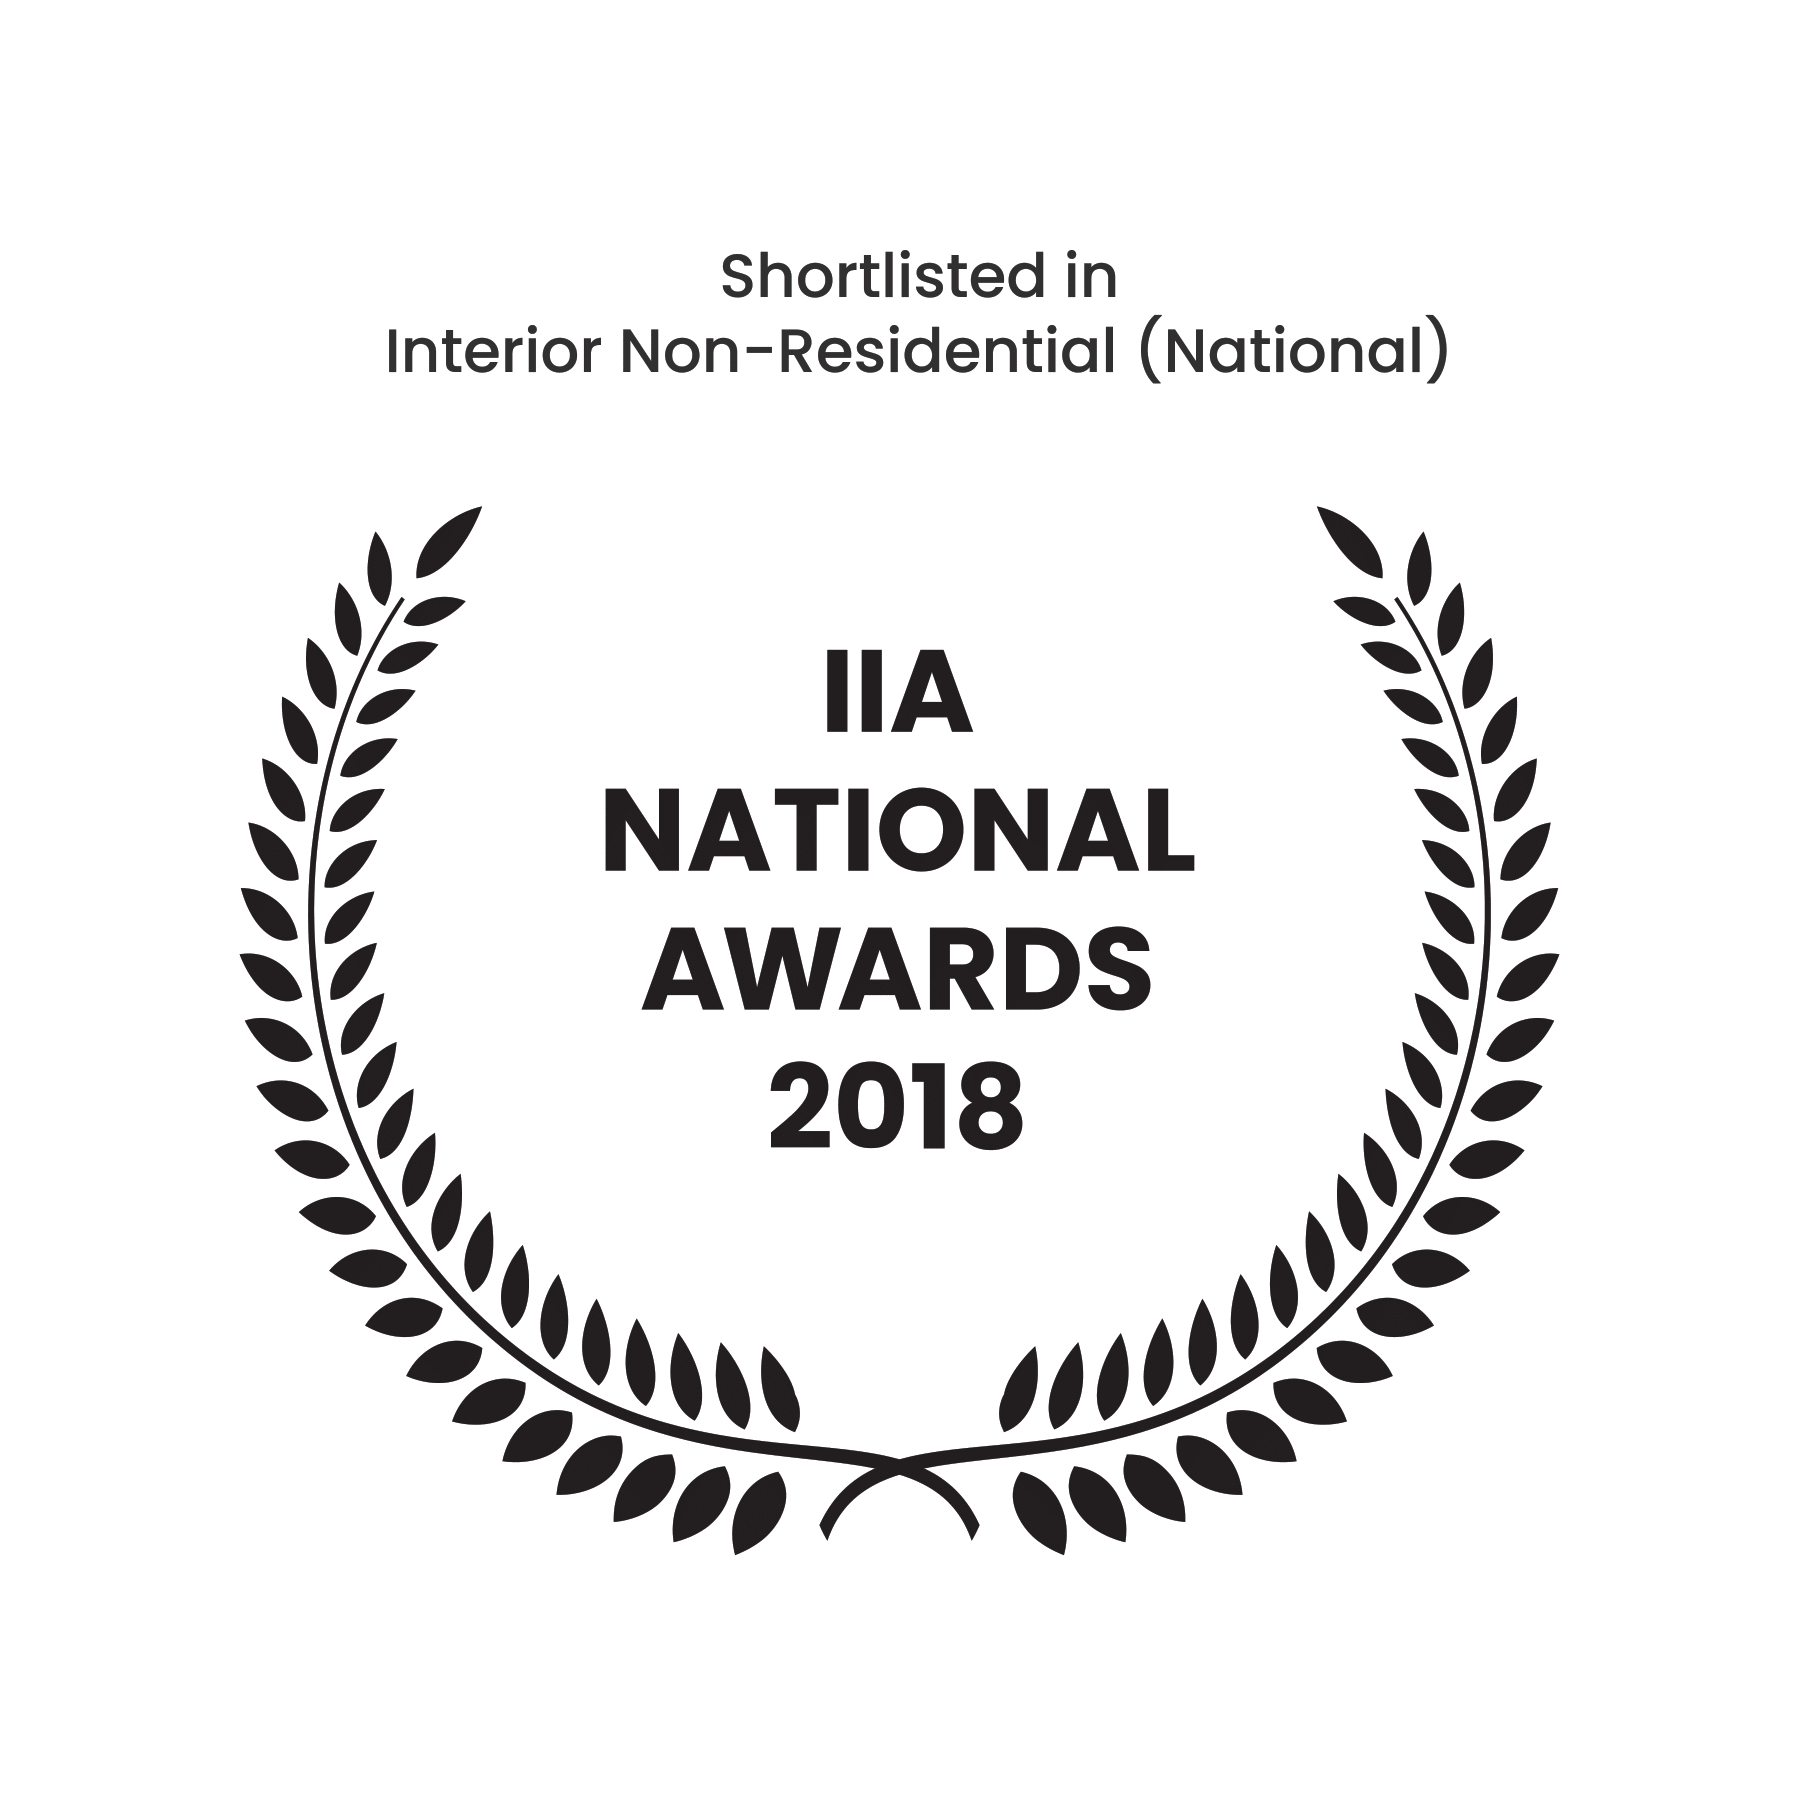 Shortlisted in
Interior Non-Residential (National)
IIA
NATIONAL
AWARDS
2018